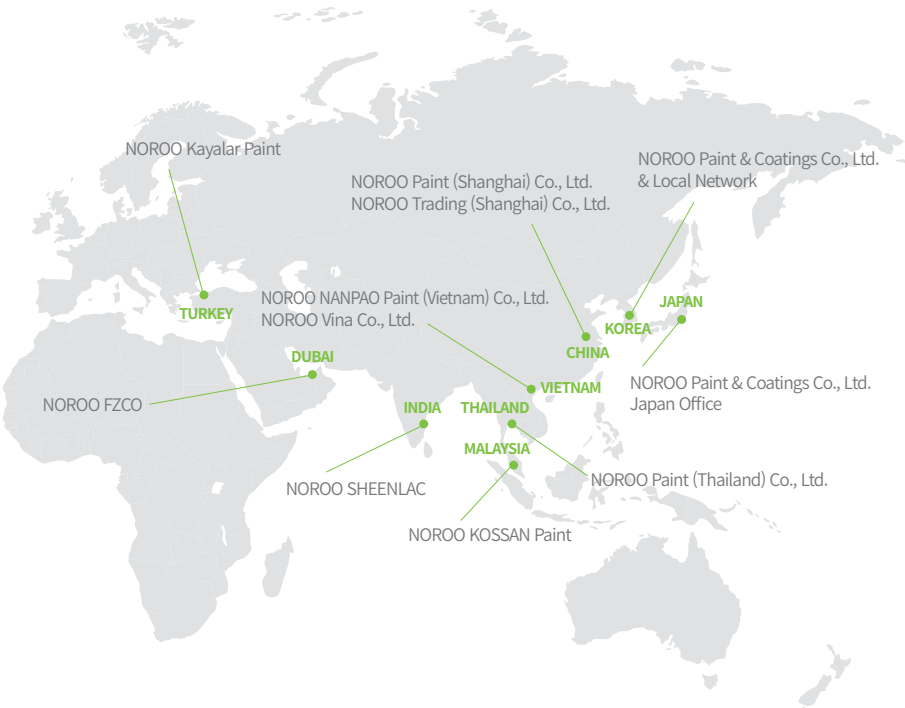 NOROO Kayalar Paint
TURKEY
NOROO Paint (Shanghai) Co., Ltd.
NOROO Trading (Shanghai) Co., Ltd.
CHINA
NOROO Paint & Coatings Co., Ltd.
& Local Network
KOREA
JAPAN
NOROO Paint & Coatings Co., Ltd.
Japan Office
NOROO NANPAO Paint (Vietnam) Co., Ltd.
NOROO Vina Co., Ltd.
VIETNAM
DUBAI
NOROO FZCO
INDIA
NOROO SHEENLAC
THAILAND
NOROO Paint (Thailand) Co., Ltd.
MALAYSIA
NOROO KOSSAN Paint